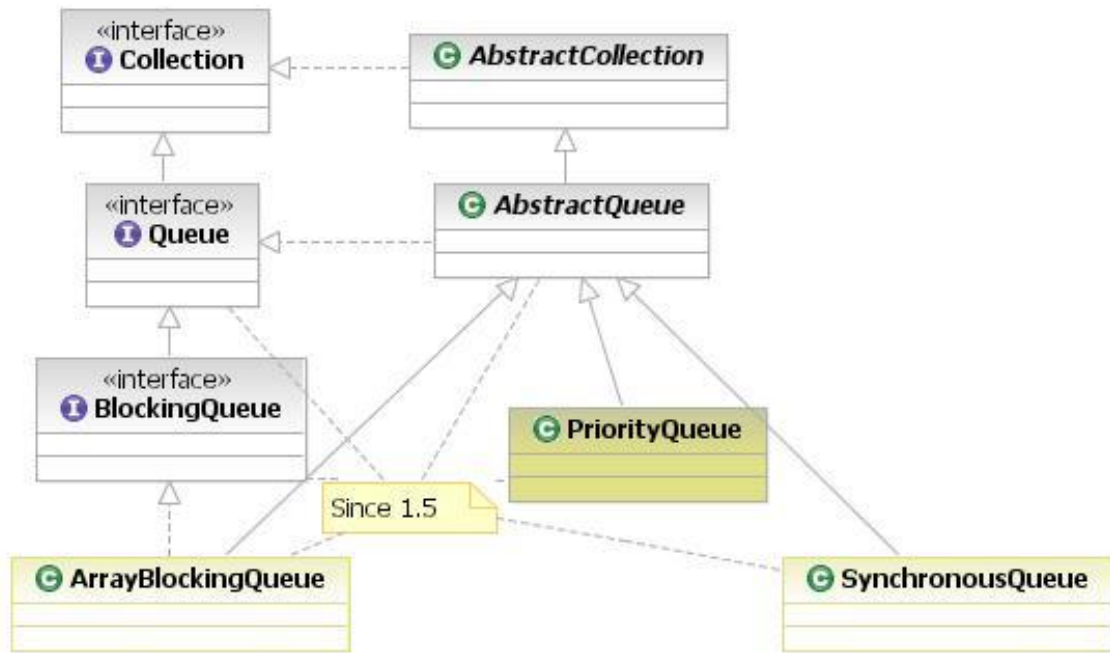 «interface»
I Collection
C AbstractCollection
«interface»
I Queue
C AbstractQueue
«interface»
I BlockingQueue
C PriorityQueue
Since 1.5
C ArrayBlockingQueue
C SynchronousQueue